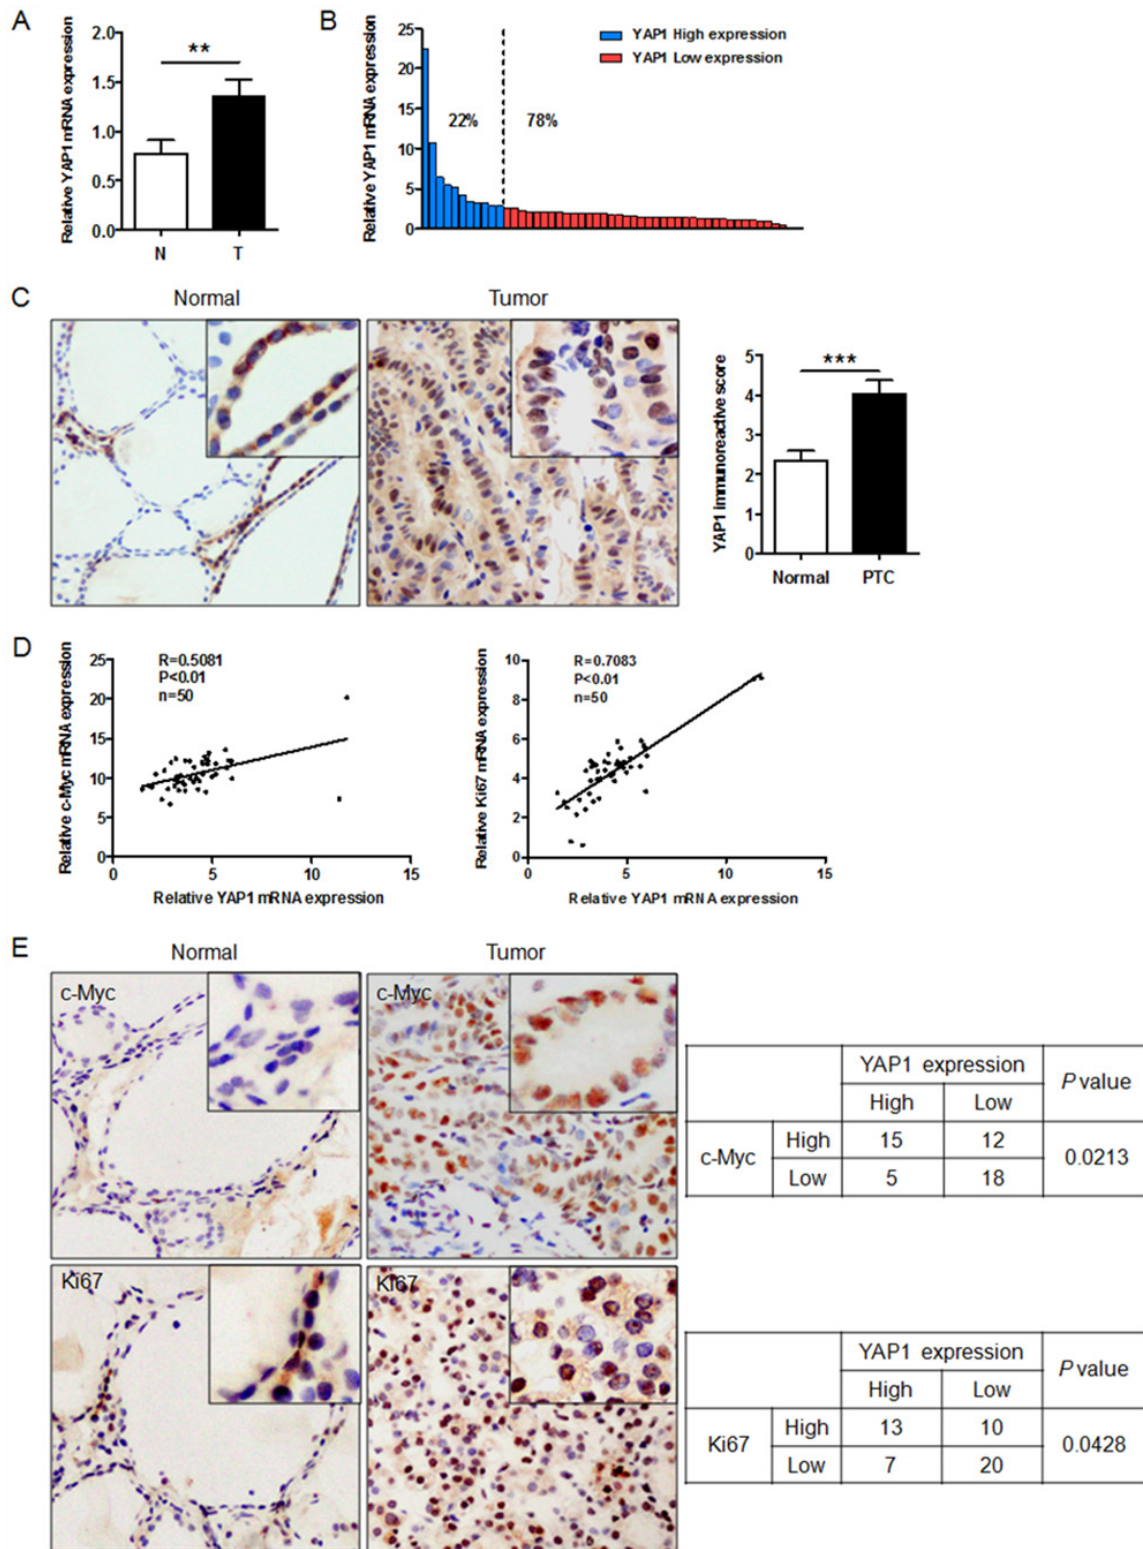 A
Relative YAP1 mRNA expression
2.0
1.5
1.0
0.5
0.0
**
N
T
B
Relative YAP1 mRNA expression
25
20
15
10
5
0
22%
78%
YAP1 High expression
YAP1 Low expression
C
Normal
Tumor
YAP1 immunoreactive score
5
4
3
2
1
0
***
Normal
PTC
D
Relative c-Myc mRNA expression
25
20
15
10
5
0
R=0.5081
P<0.01
n=50
0
5
10
15
Relative YAP1 mRNA expression
Relative Ki67 mRNA expression
10
8
6
4
2
0
R=0.7083
P<0.01
n=50
0
5
10
15
Relative YAP1 mRNA expression
E
Normal
Tumor
c-Myc
c-Myc
YAP1 expression
P value
High
Low
c-Myc
High
15
12
0.0213
Low
5
18
Ki67
Ki67
YAP1 expression
P value
High
Low
Ki67
High
13
10
0.0428
Low
7
20